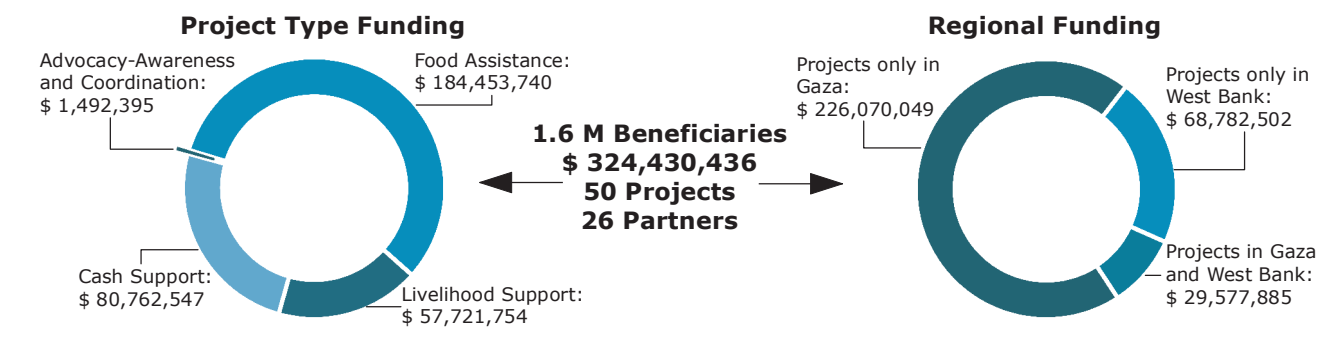 Project Type Funding
Advocacy-Awareness
and Coordination:
$ 1,492,395
Food Assistance:
$ 184,453,740
Cash Support:
$ 80,762,547
Livelihood Support:
$ 57,721,754
1.6 M Beneficiaries
$ 324,430,436
50 Projects
26 Partners
Regional Funding
Projects only in
Gaza:
$ 226,070,049
Projects only in
West Bank:
$ 68,782,502
Projects in Gaza
and West Bank:
$ 29,577,885